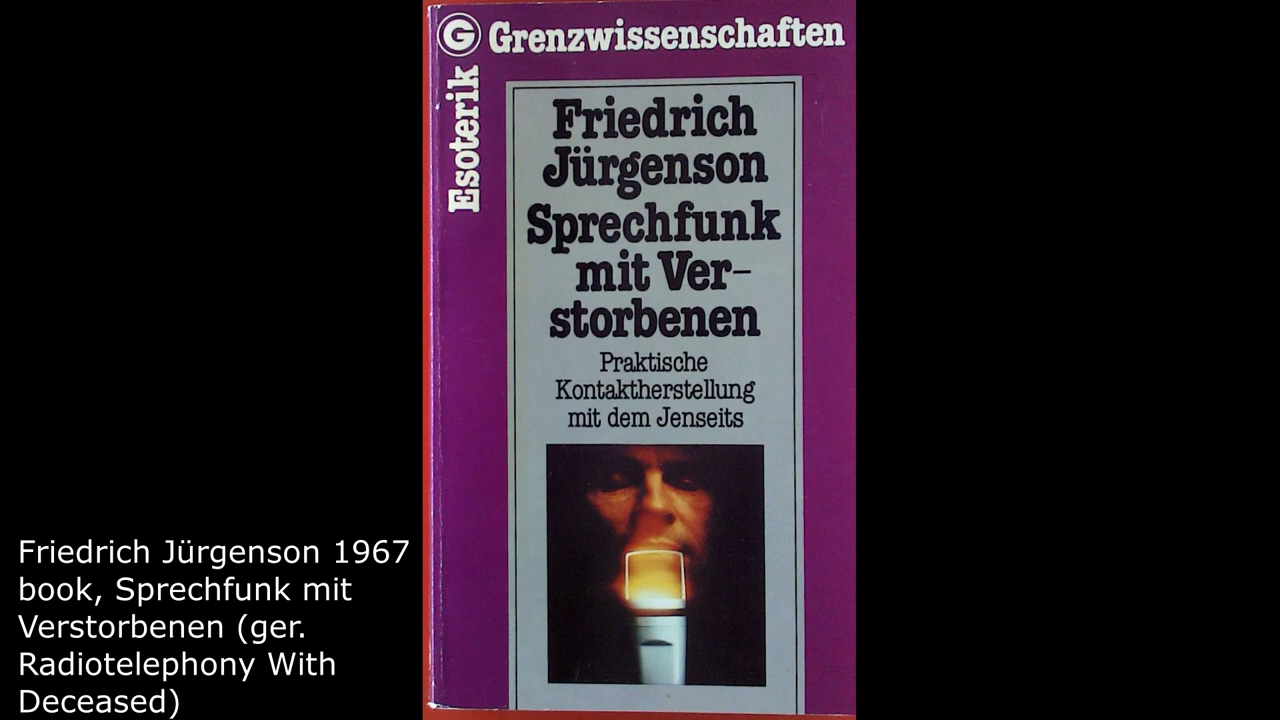 G Grenzwissenschaften
Esoterik
Friedrich
Jürgenson
Sprechfunk
mit Ver-
storbenen
Praktische
Kontaktherstellung
mit dem Jenseits
Friedrich Jürgenson 1967
book, Sprechfunk mit
Verstorbenen (ger.
Radiotelephony With
Deceased)